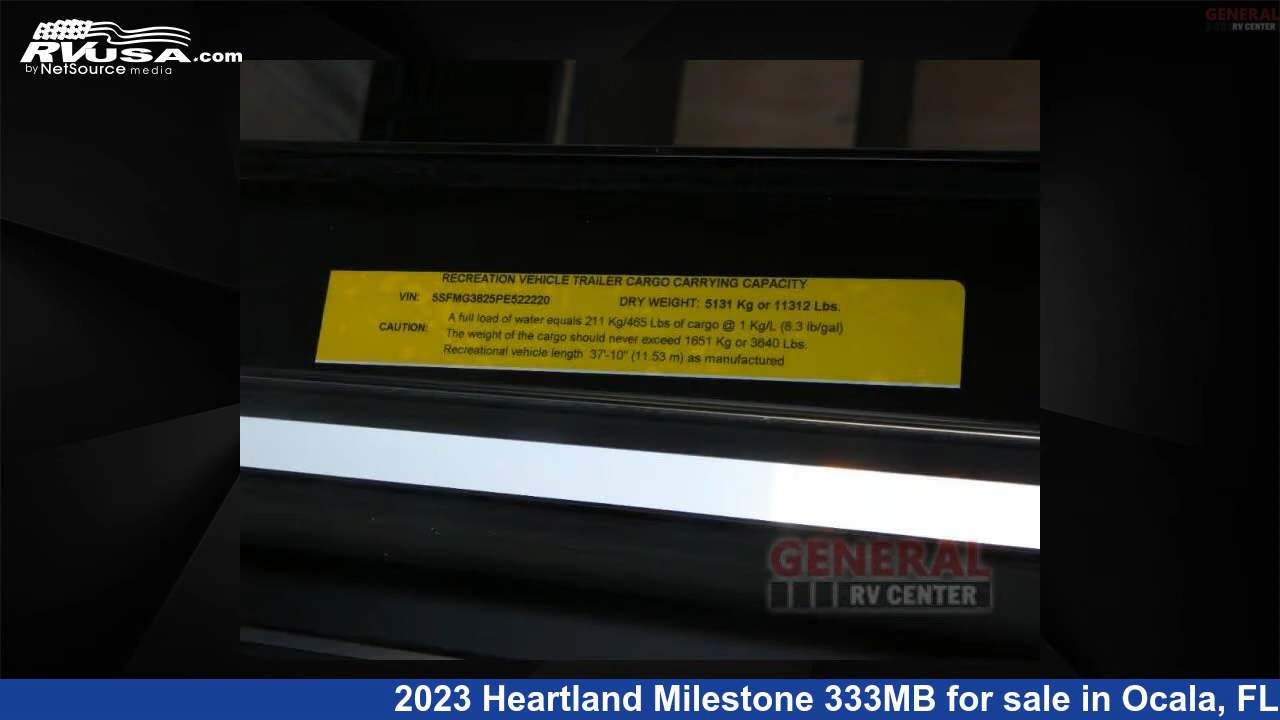 RVUSA.com
by NetSource media
GENERAL
RV CENTER
RECREATION VEHICLE TRAILER CARGO CARRYING CAPACITY
VIN: 5SFMG3825PE522220 DRY WEIGHT: 5131 Kg or 11312 Lbs.
A full load of water equals 211 Kg/465 Lbs of cargo @ 1 Kg/L (8.3 lb/gal)
CAUTION: The weight of the cargo should never exceed 1651 Kg or 3640 Lbs.
Recreational vehicle length 37'-10" (11.53 m) as manufactured
GENERAL
RV CENTER
2023 Heartland Milestone 333MB for sale in Ocala, FL